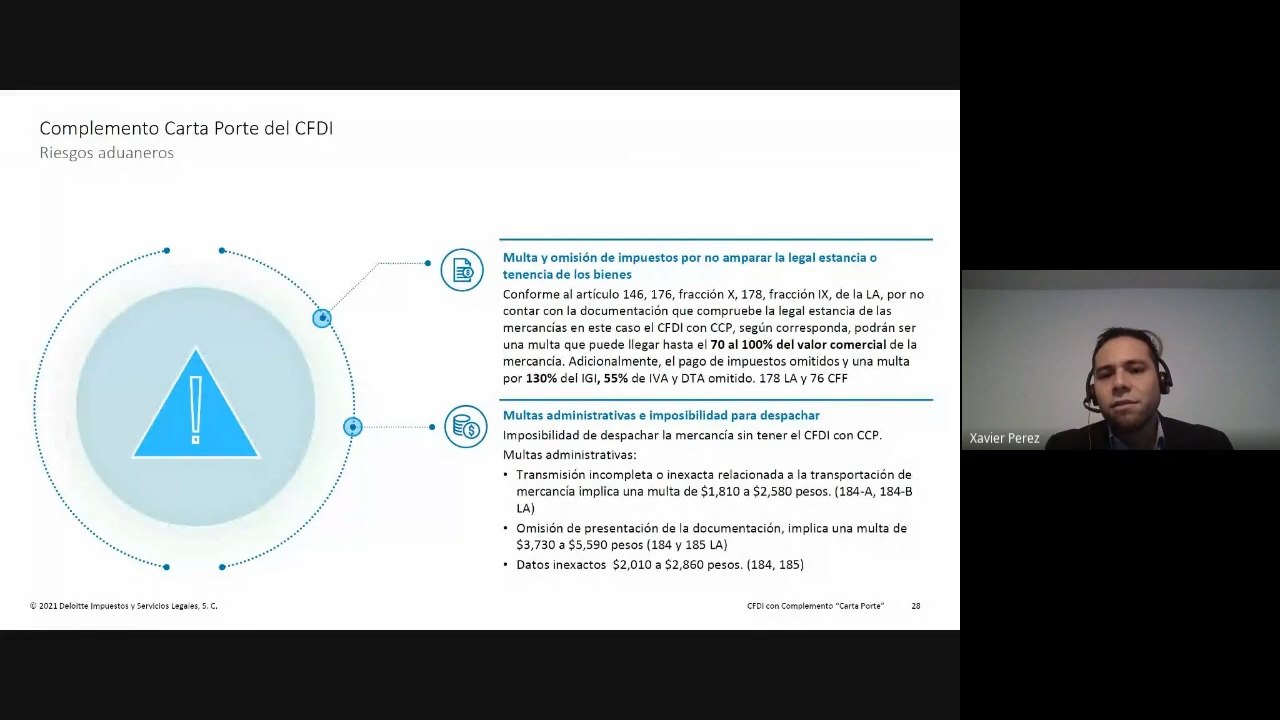 Complemento Carta Porte del CFDI
Riesgos aduaneros
Multa y omisión de impuestos por no amparar la legal estancia o
tenencia de los bienes
Conforme al artículo 146, 176, fracción X, 178, fracción IX, de la LA, por no
contar con la documentación que compruebe la legal estancia de las
mercancías en este caso el CFDI con CCP, según corresponda, podrán ser
una multa que puede llegar hasta el 70 al 100% del valor comercial de la
mercancía. Adicionalmente, el pago de impuestos omitidos y una multa
por 130% del IGI, 55% de IVA y DTA omitido. 178 LA y 76 CFF
Multas administrativas e imposibilidad para despachar
Imposibilidad de despachar la mercancía sin tener el CFDI con CCP.
Multas administrativas:
• Transmisión incompleta o inexacta relacionada a la transportación de
mercancía implica una multa de $1,810 a $2,580 pesos. (184-A, 184-B
LA)
• Omisión de presentación de la documentación, implica una multa de
$3,730 a $5,590 pesos (184 y 185 LA)
• Datos inexactos $2,010 a $2,860 pesos. (184, 185)
© 2021 Deloitte Impuestos y Servicios Legales, S. C.
CFDI con Complemento “Carta Porte” 28
Xavier Perez